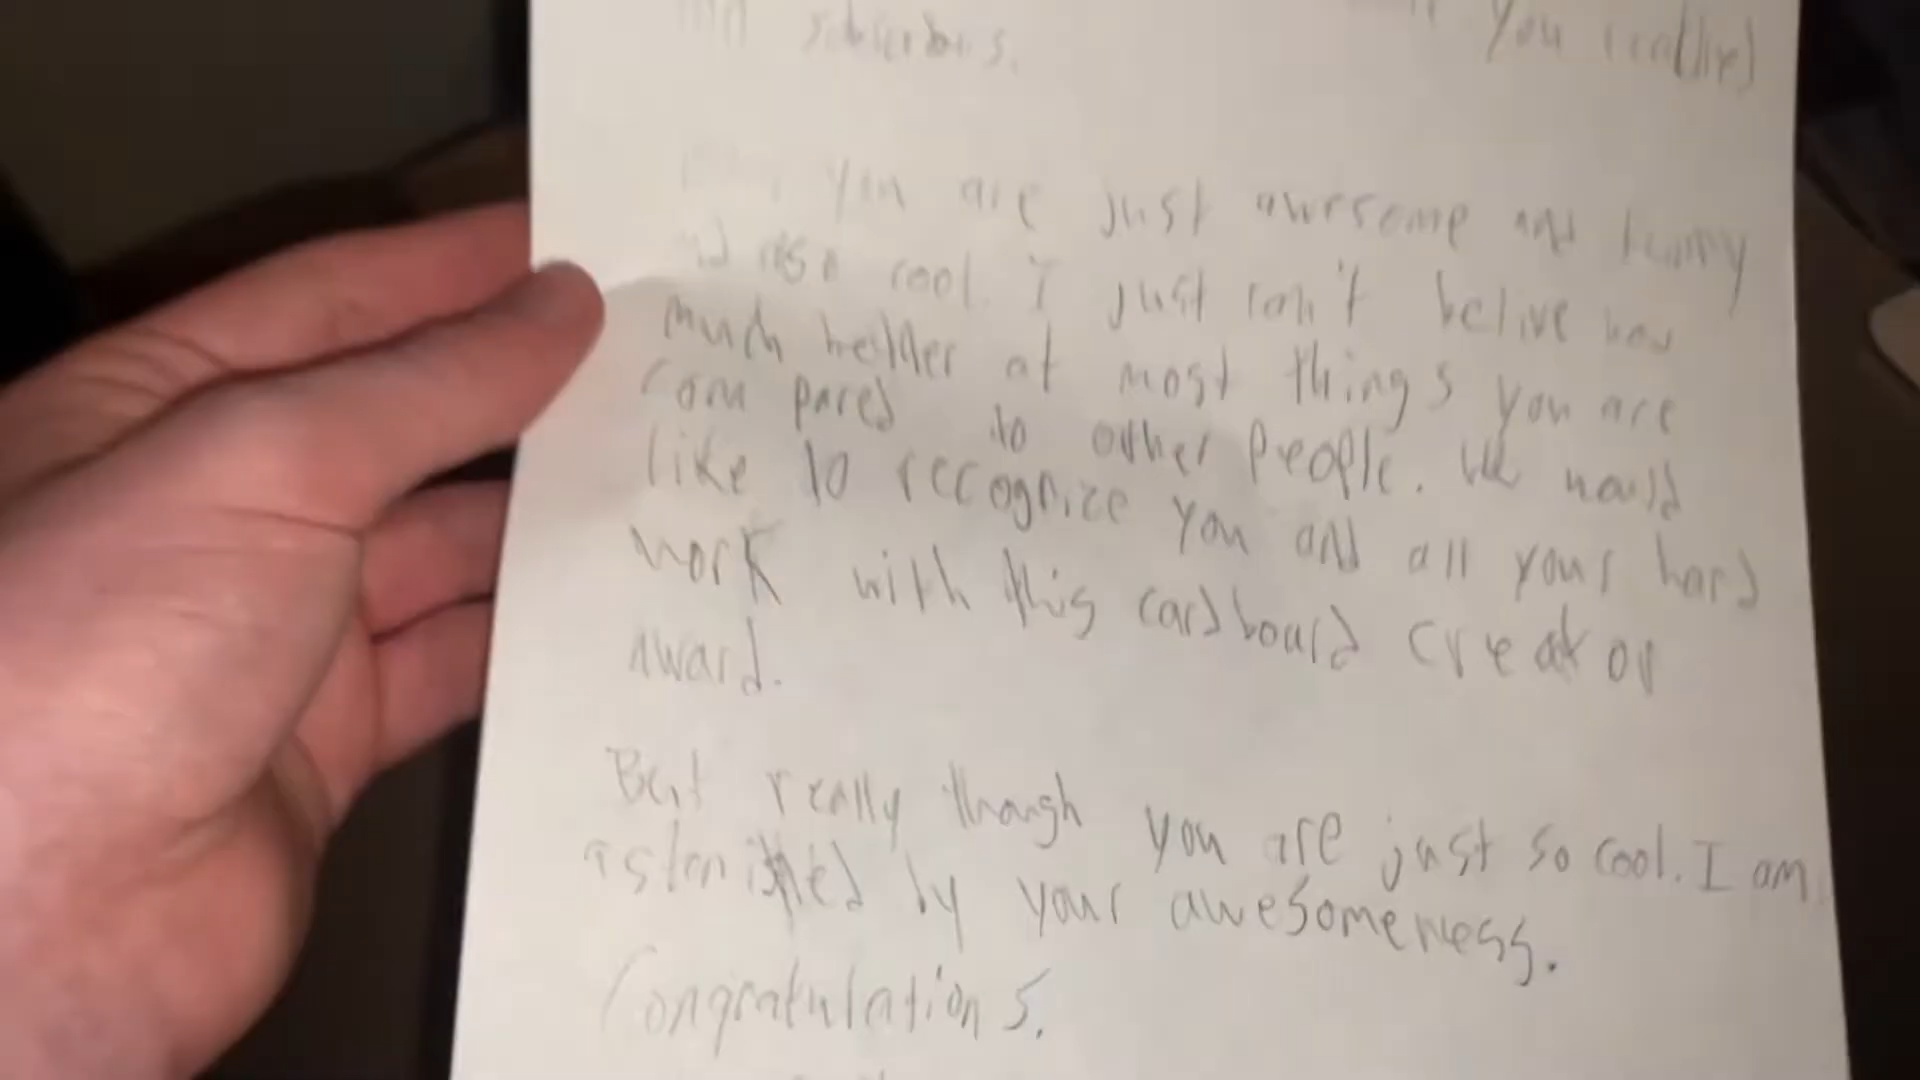 subscribers. you
you are just awesome and funny
also cool. I just can't belive how
much better at most things you are
compared to other people. We would
like to recognize you and all your hard
work with this cardboard creator
award.
But really though you are just so cool. I am
astonished by your awesomeness.
Congratulations.